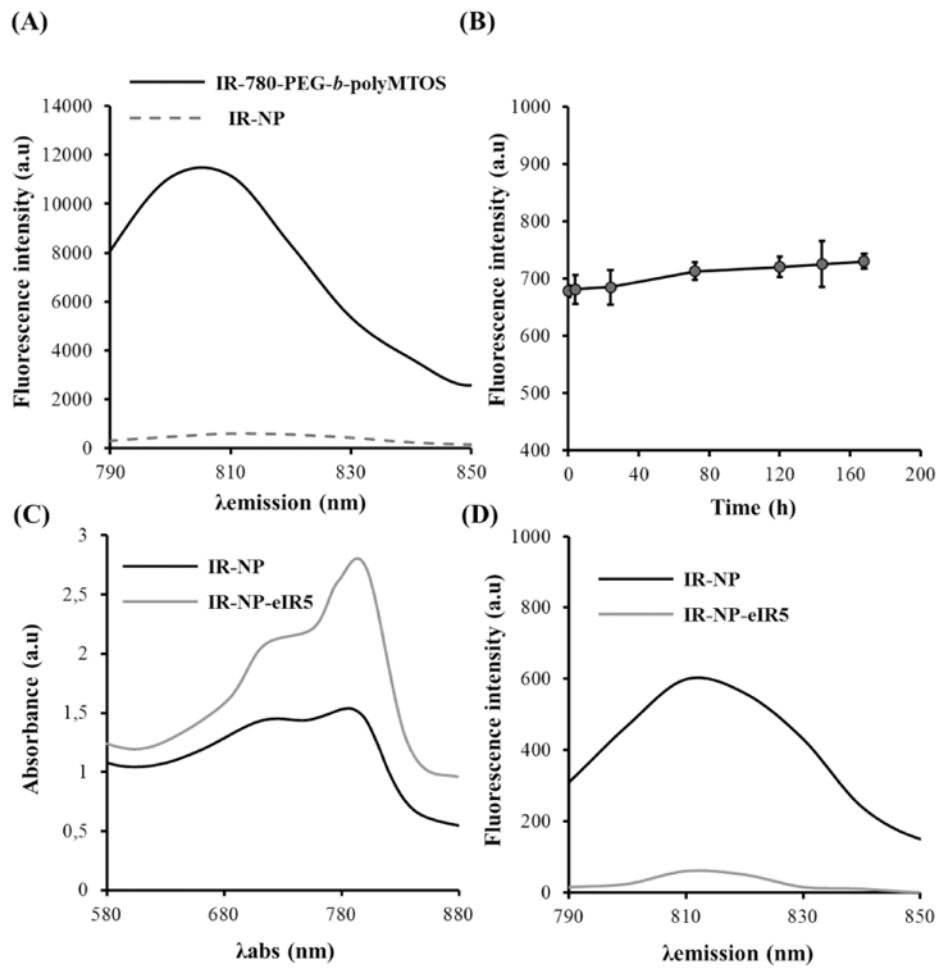 (A)
IR-780-PEG-b-polyMTOS
IR-NP
14000
12000
10000
8000
6000
4000
2000
0
790 810 830 850
Fluorescence intensity (a.u)
λemission (nm)
(B)
1000
900
800
700
600
500
400
0 40 80 120 160 200
Fluorescence intensity (a.u)
Time (h)
(C)
IR-NP
IR-NP-eIR5
3
2,5
2
1,5
1
0,5
0
580 680 780 880
Absorbance (a.u)
λabs (nm)
(D)
IR-NP
IR-NP-eIR5
1000
800
600
400
200
0
790 810 830 850
Fluorescence intensity (a.u)
λemission (nm)